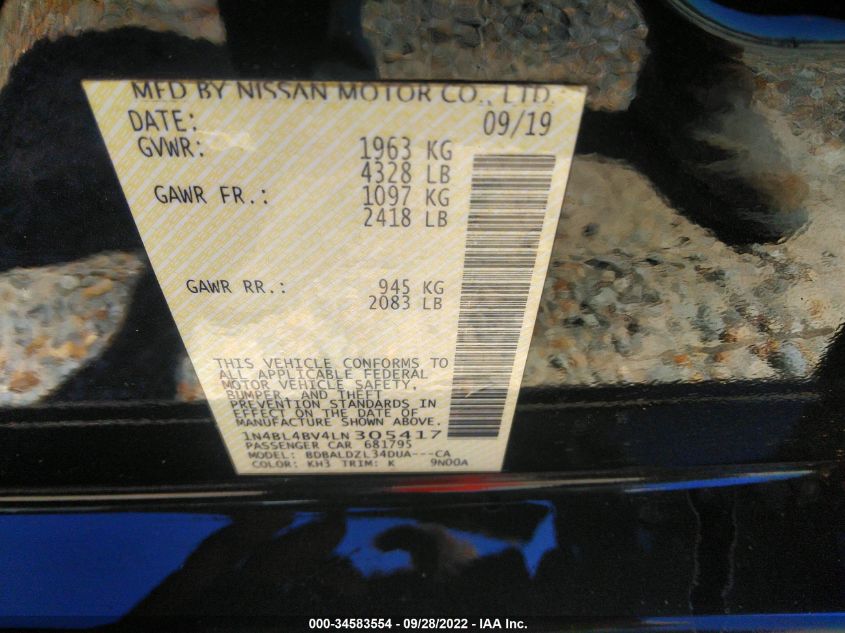 MFD BY NISSAN MOTOR CO., LTD.
DATE: 09/19
GVWR: 1963 KG
4328 LB
GAWR FR.: 1097 KG
2418 LB
GAWR RR.: 945 KG
2083 LB
THIS VEHICLE CONFORMS TO
ALL APPLICABLE FEDERAL
MOTOR VEHICLE SAFETY,
BUMPER, AND THEFT
PREVENTION STANDARDS IN
EFFECT ON THE DATE OF
MANUFACTURE SHOWN ABOVE.
1N4BL4BV4LN305417
PASSENGER CAR 681795
MODEL: BDBALDZL34DUA---CA
COLOR: KH3 TRIM: K 9N00A
000-34583554 - 09/28/2022 - IAA Inc.